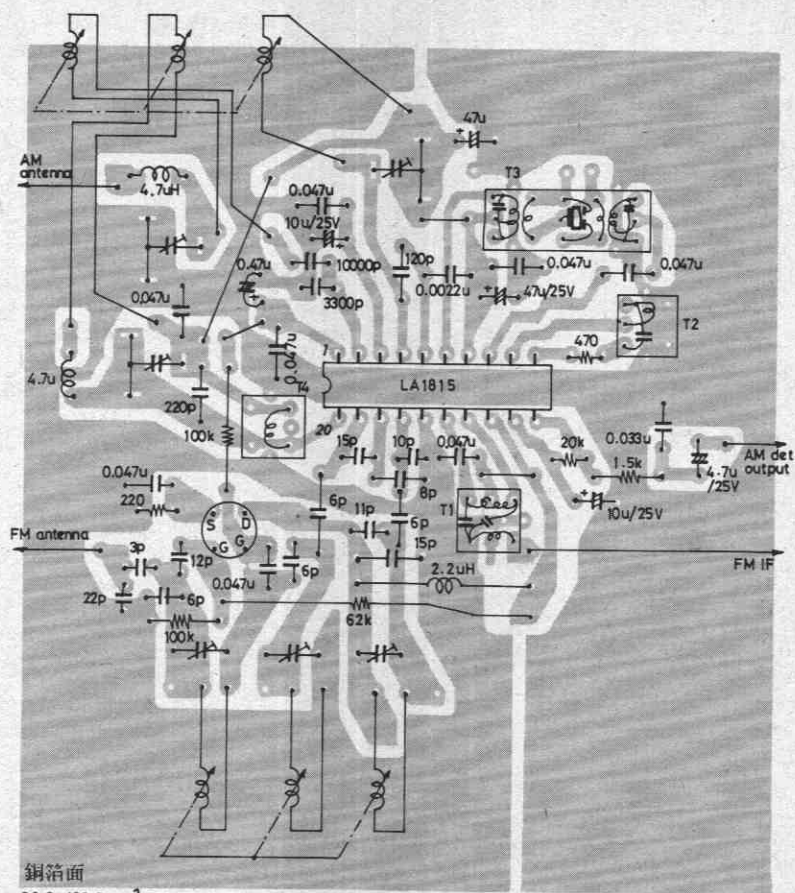 47u
AM antenna
4.7uH
T3
0.047u
10u/25V
120p
0.47u
10000p
0.0022u
0.047u
0.047u
3300p
47u/25V
0.047u
T2
470
0.047u
1
4.7u
LA1815
T4
220p
20
100k
15p
10p
0.047u
20k
0.033u
AM det output
1.5k
4.7u/25V
0.047u
8p
220
6p
T1
10u/25V
S
D
11p
6p
G
G
FM antenna
3p
12p
15p
FM IF
0.047u
6p
2.2uH
22p
6p
62k
100k
銅箔面